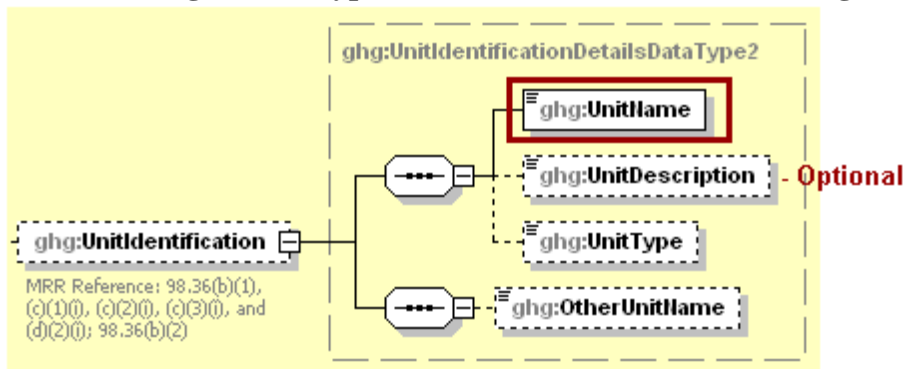 ghg:UnitIdentificationDetailsDataType2
ghg:UnitName
ghg:UnitDescription - Optional
ghg:UnitIdentification
ghg:UnitType
MRR Reference: 98.36(b)(1),
(c)(1)(i), (c)(2)(i), (c)(3)(i), and
(d)(2)(i); 98.36(b)(2)
ghg:OtherUnitName